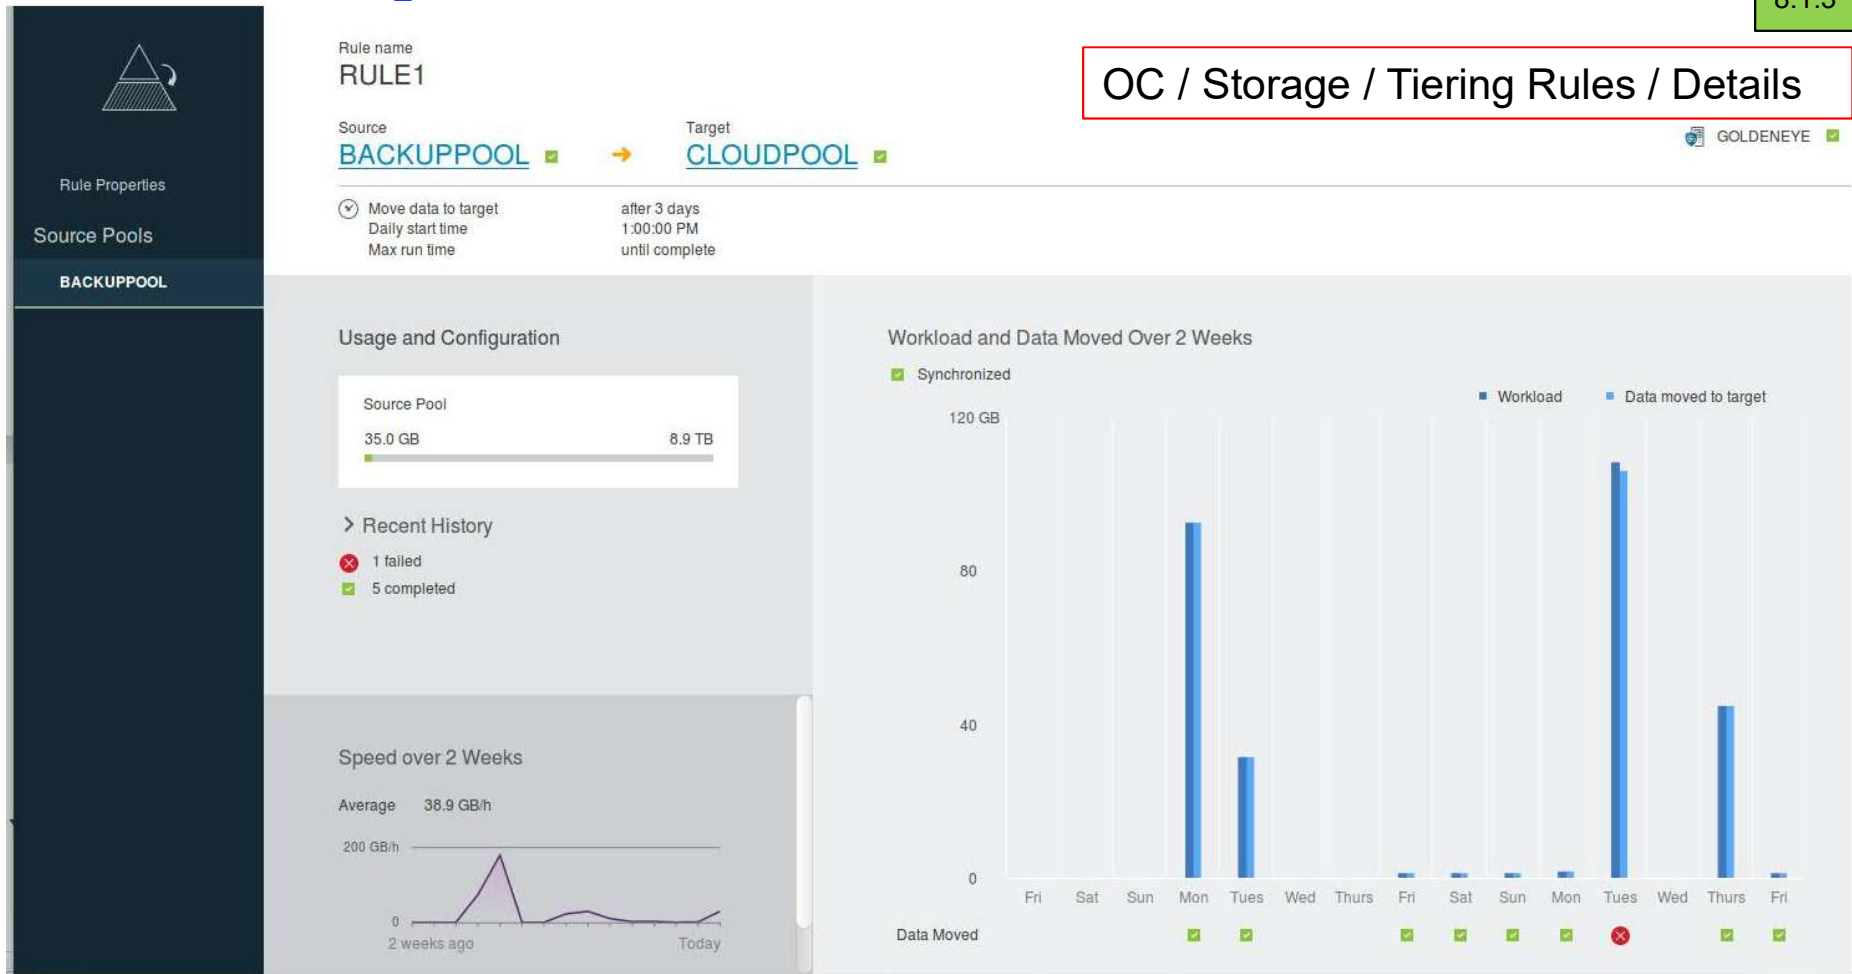 8.1.3
OC / Storage / Tiering Rules / Details
Rule name
RULE1
Source
BACKUPPOOL
Target
CLOUDPOOL
GOLDENEYE
Move data to target after 3 days
Daily start time 1:00:00 PM
Max run time until complete
Rule Properties
Source Pools
BACKUPPOOL
Usage and Configuration
Source Pool
35.0 GB 8.9 TB
Recent History
1 failed
5 completed
Speed over 2 Weeks
Average 38.9 GB/h
200 GB/h
0
2 weeks ago Today
Workload and Data Moved Over 2 Weeks
Synchronized
Workload Data moved to target
120 GB
80
40
0
Fri Sat Sun Mon Tues Wed Thurs Fri Sat Sun Mon Tues Wed Thurs Fri
Data Moved